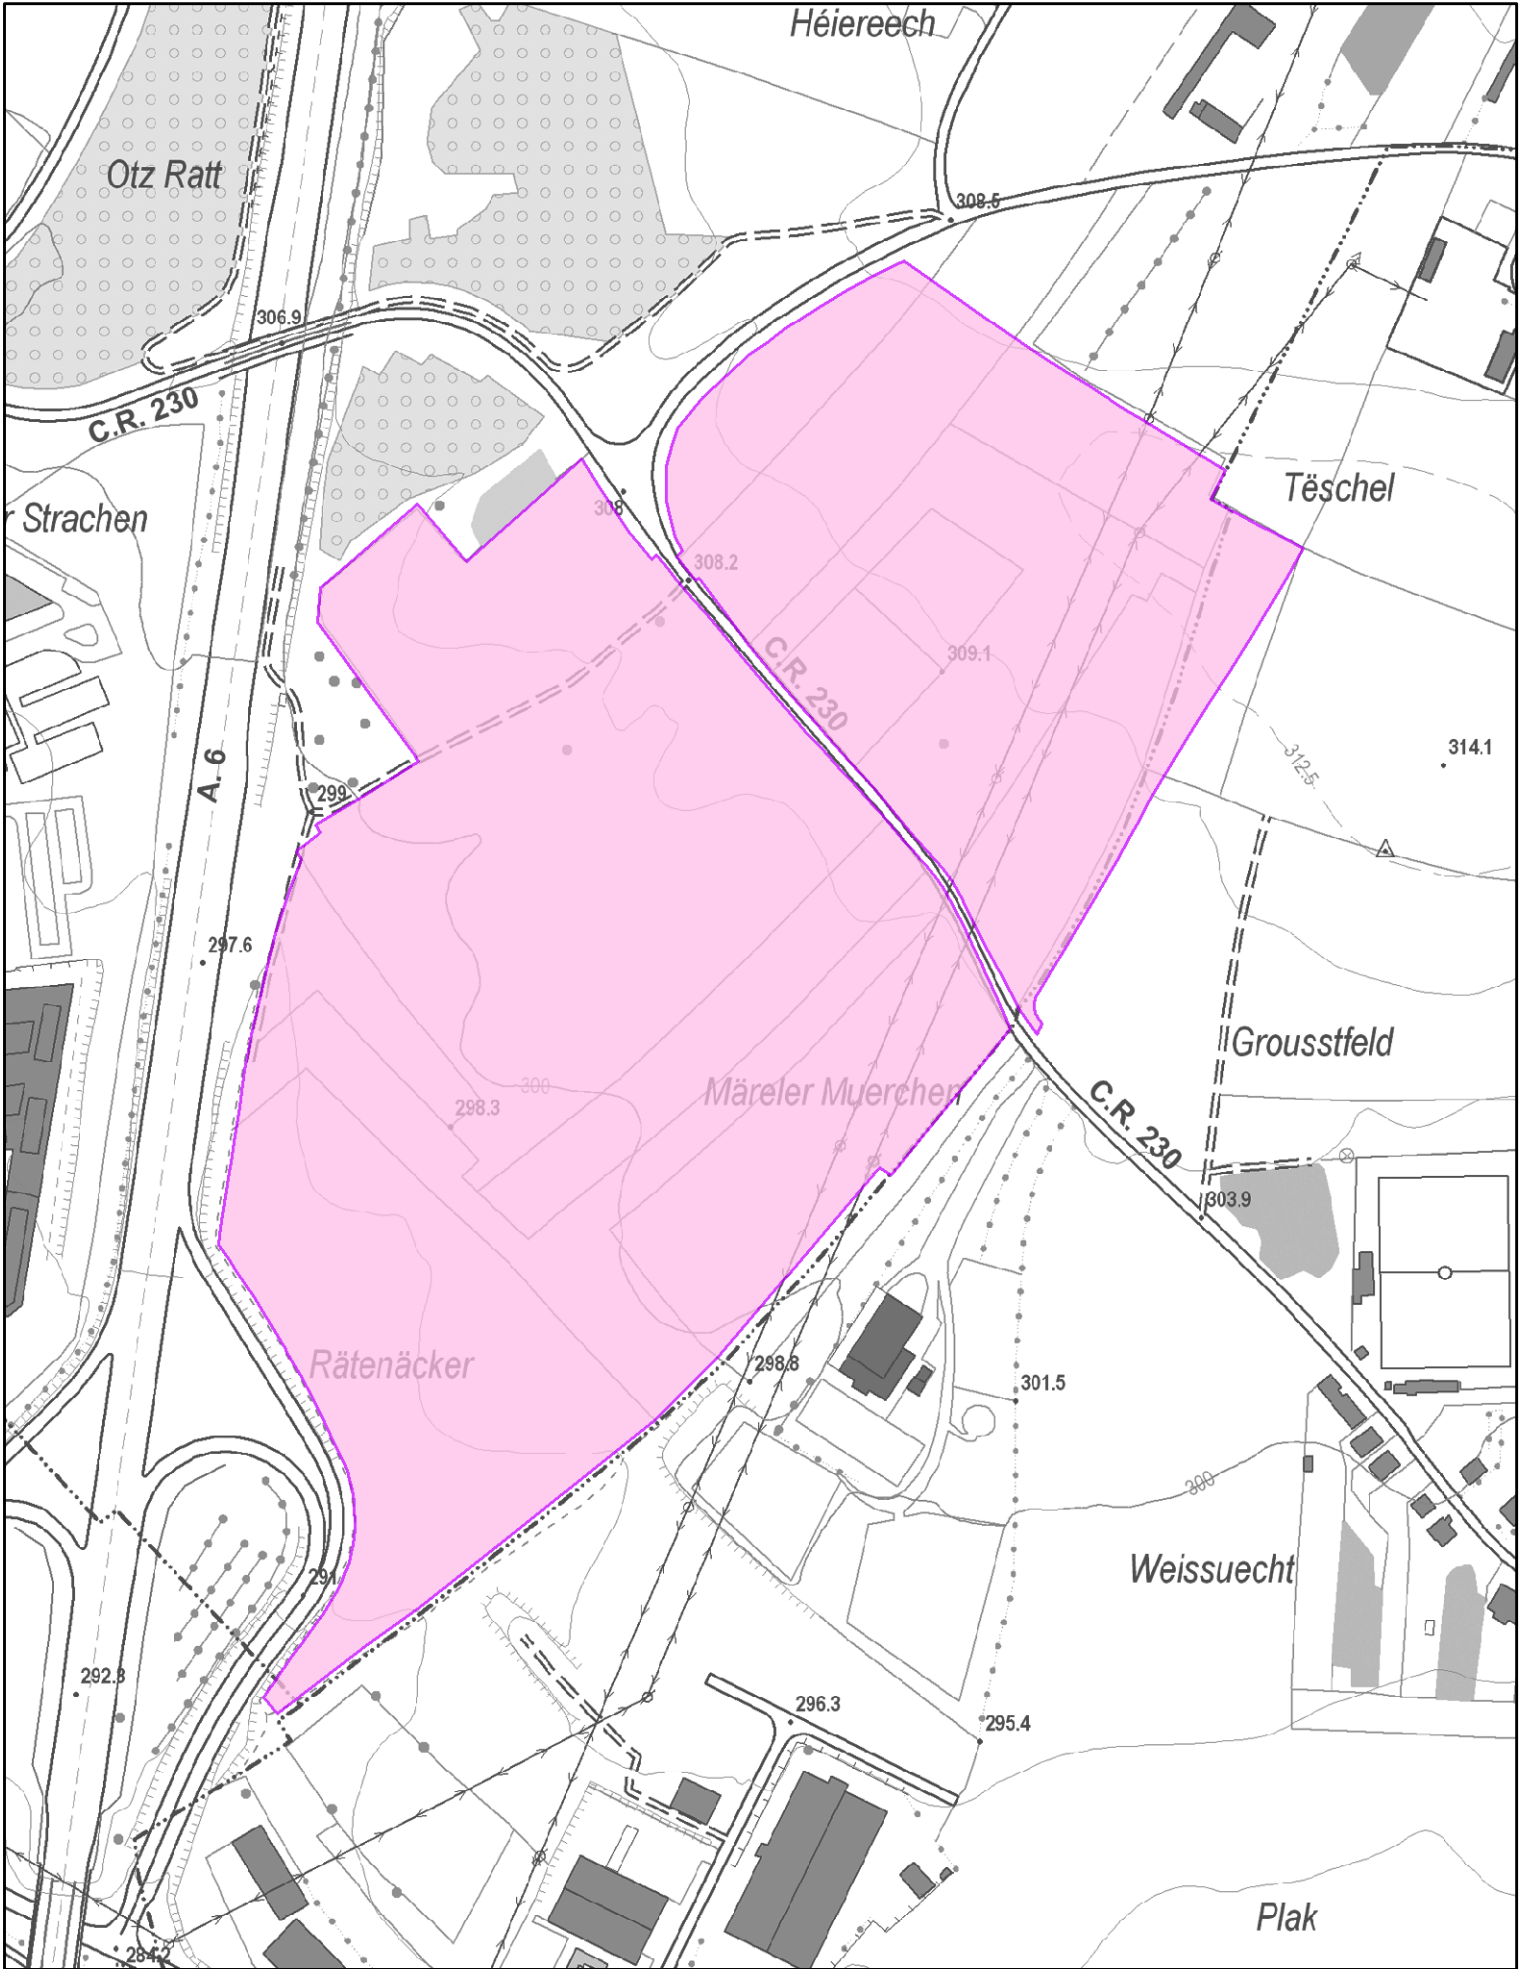 Héiereech
Otz Ratt
308.5
306.9
C.R. 230
Tëschel
r Strachen
308
308.2
C.R. 230
309.1
312.5
314.1
A. 6
299
297.6
Grousstfeld
300
Märeler Muerchen
298.3
C.R. 230
303.9
Rätenäcker
298.8
301.5
300
Weissuecht
291
292.8
296.3
295.4
Plak
284.2